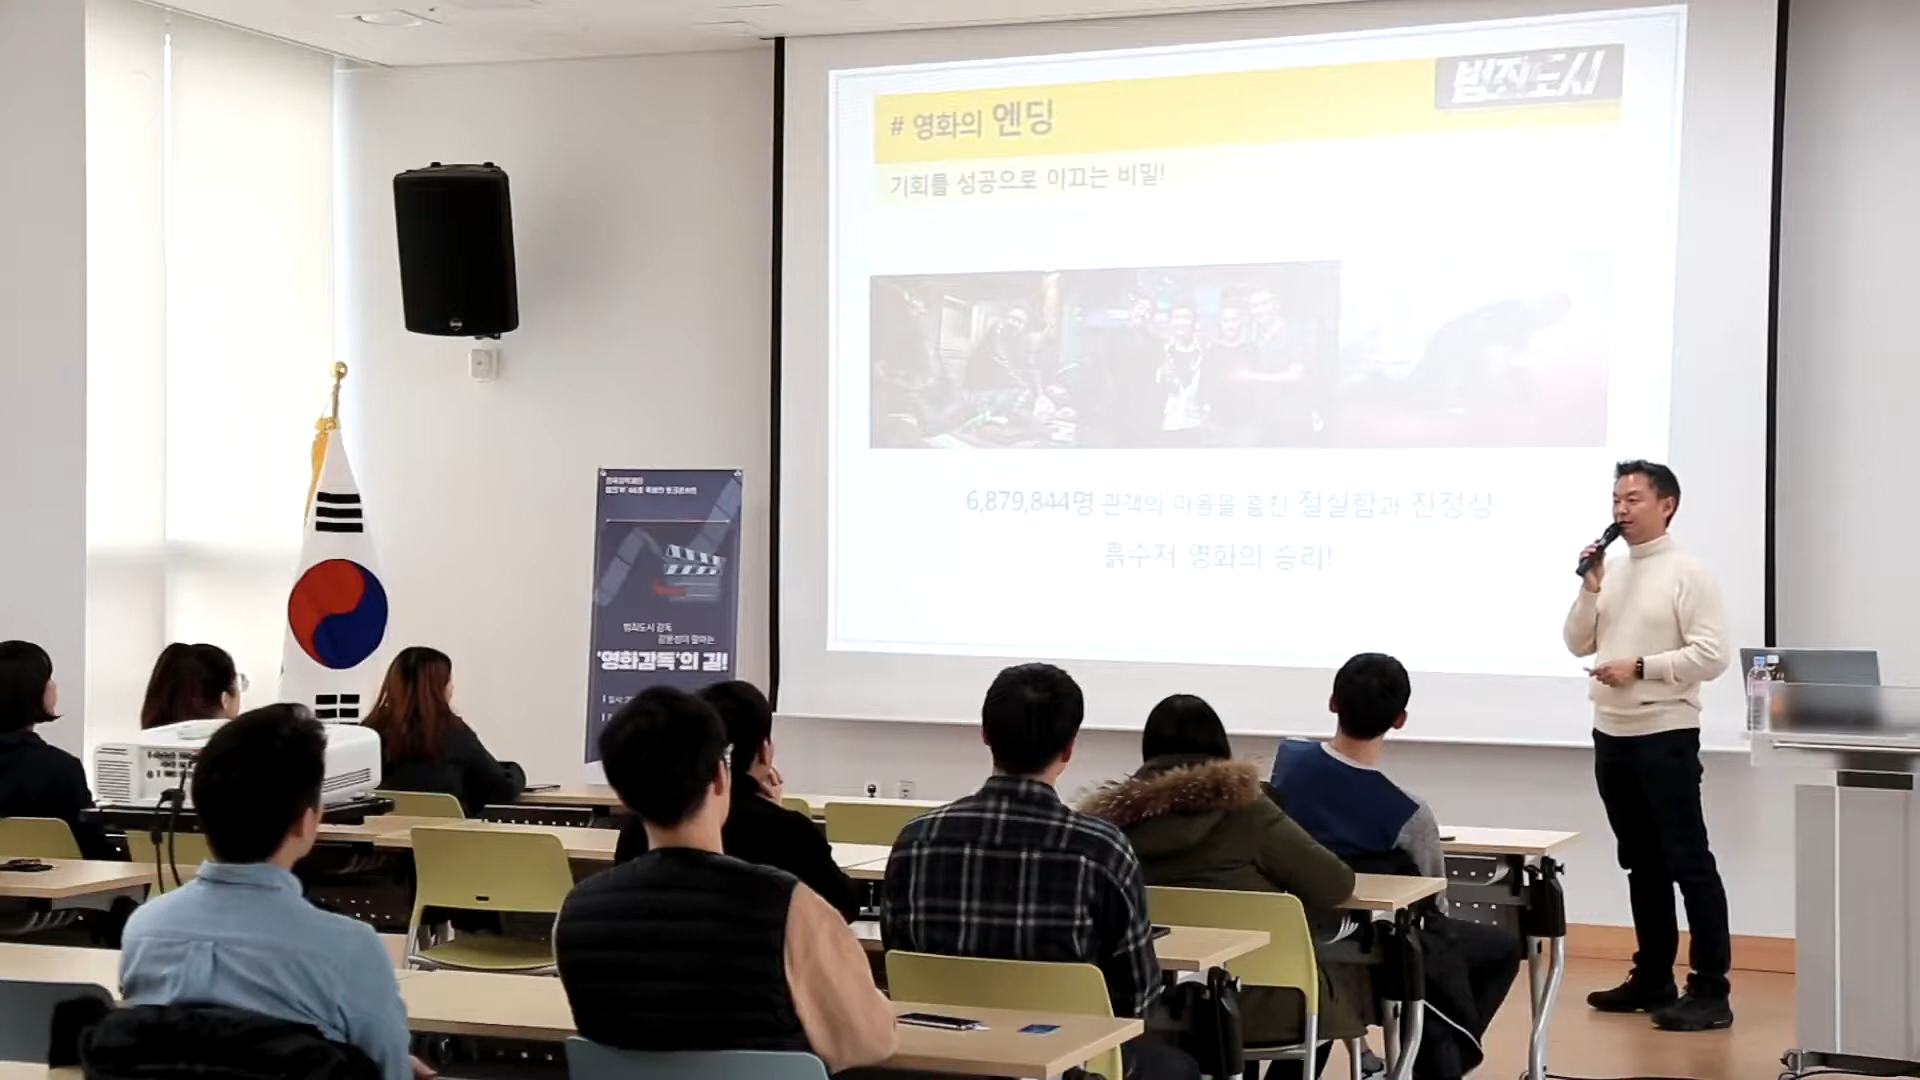 범죄도시
# 영화의 엔딩
기회를 성공으로 이끄는 비밀!
6,879,844명 관객의 마음을 훔친 절실함과 진정성
흙수저 영화의 승리!
범죄도시 감독
강윤성이 말하는
'영화감독'의 길!